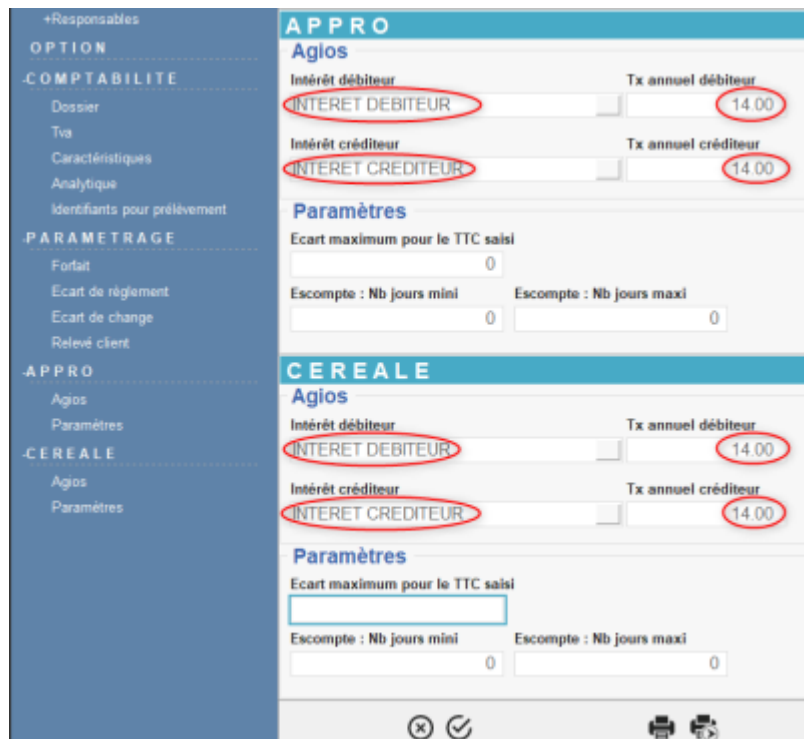 +Responsables
OPTION
-COMPTABILITE
Dossier
Tva
Caractéristiques
Analytique
Identifiants pour prélèvement
-PARAMETRAGE
Forfait
Ecart de règlement
Ecart de change
Relevé client
-APPRO
Agios
Paramètres
-CEREALE
Agios
Paramètres
APPRO
Agios
Intérêt débiteur Tx annuel débiteur
INTERET DEBITEUR 14.00
Intérêt créditeur Tx annuel créditeur
INTERET CREDITEUR 14.00
Paramètres
Ecart maximum pour le TTC saisi
0
Escompte : Nb jours mini Escompte : Nb jours maxi
0 0
CEREALE
Agios
Intérêt débiteur Tx annuel débiteur
INTERET DEBITEUR 14.00
Intérêt créditeur Tx annuel créditeur
INTERET CREDITEUR 14.00
Paramètres
Ecart maximum pour le TTC saisi
Escompte : Nb jours mini Escompte : Nb jours maxi
0 0